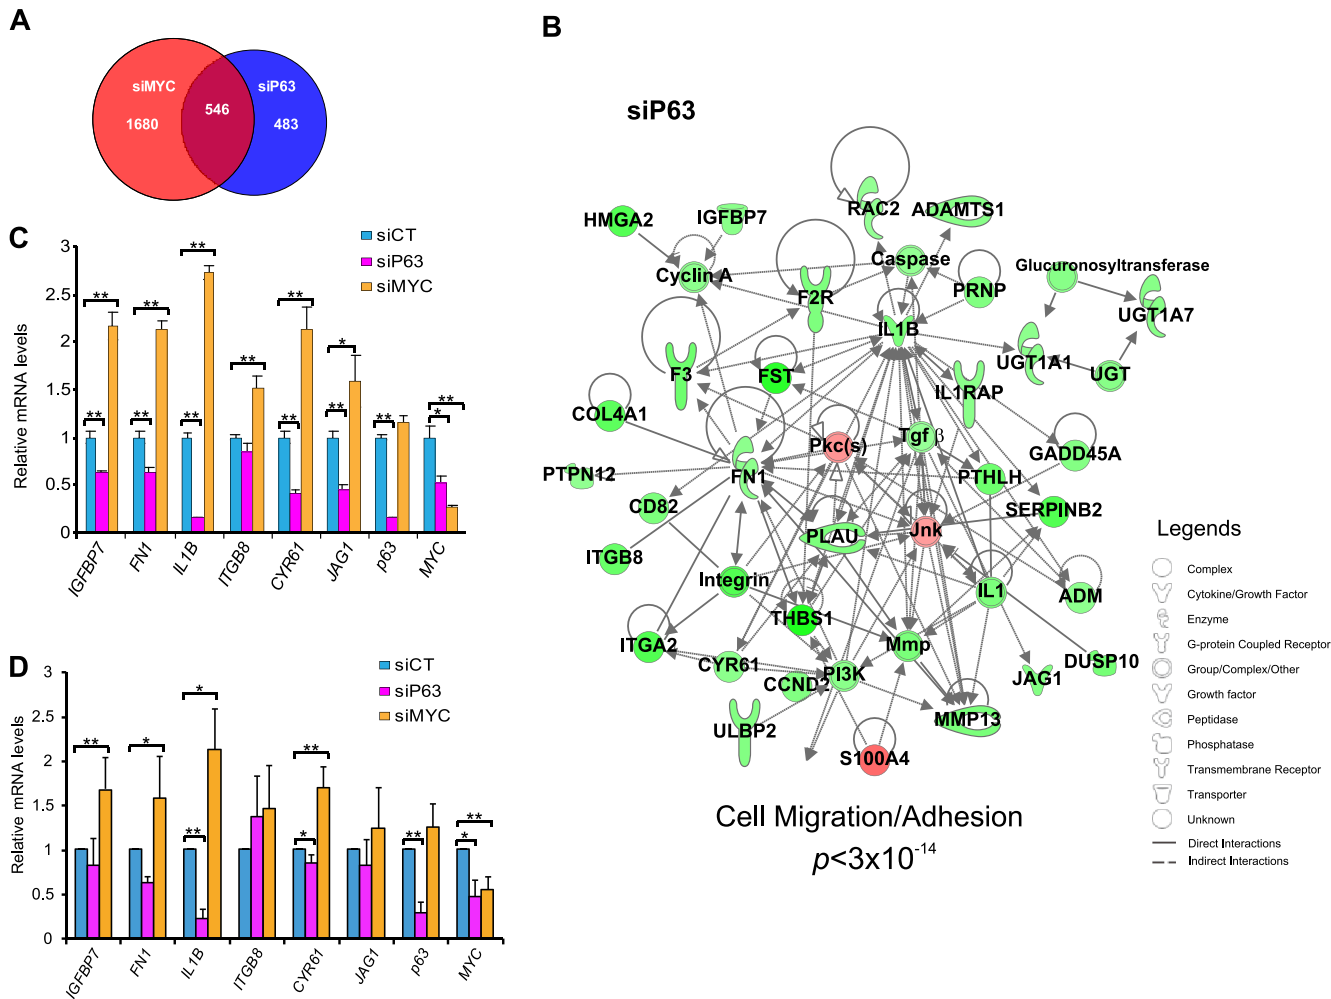 A
siMYC
siP63
1680
546
483
B
siP63
HMGA2
IGFBP7
RAC2
ADAMTS1
Cyclin A
Caspase
Glucuronosyltransferase
F2R
PRNP
UGT1A7
IL1B
UGT1A1
F3
FST
IL1RAP
UGT
COL4A1
Pkc(s)
Tgf β
GADD45A
PTPN12
FN1
PTHLH
CD82
SERPINB2
PLAU
Jnk
ITGB8
Integrin
IL1
ADM
THBS1
ITGA2
CYR61
CCND2
PI3K
Mmp
JAG1
DUSP10
ULBP2
MMP13
S100A4
Cell Migration/Adhesion
p<3x10-14
Legends
Complex
Cytokine/Growth Factor
Enzyme
G-protein Coupled Receptor
Group/Complex/Other
Growth factor
Peptidase
Phosphatase
Transmembrane Receptor
Transporter
Unknown
Direct Interactions
Indirect Interactions
C
siCT
siP63
siMYC
Relative mRNA levels
3
2.5
2
1.5
1
0.5
0
** ** ** ** ** *
** ** ** ** ** ** * **
IGFBP7 FN1 IL1B ITGB8 CYR61 JAG1 p63 MYC
D
siCT
siP63
siMYC
Relative mRNA levels
3
2.5
2
1.5
1
0.5
0
** * * **
** * ** * **
IGFBP7 FN1 IL1B ITGB8 CYR61 JAG1 p63 MYC